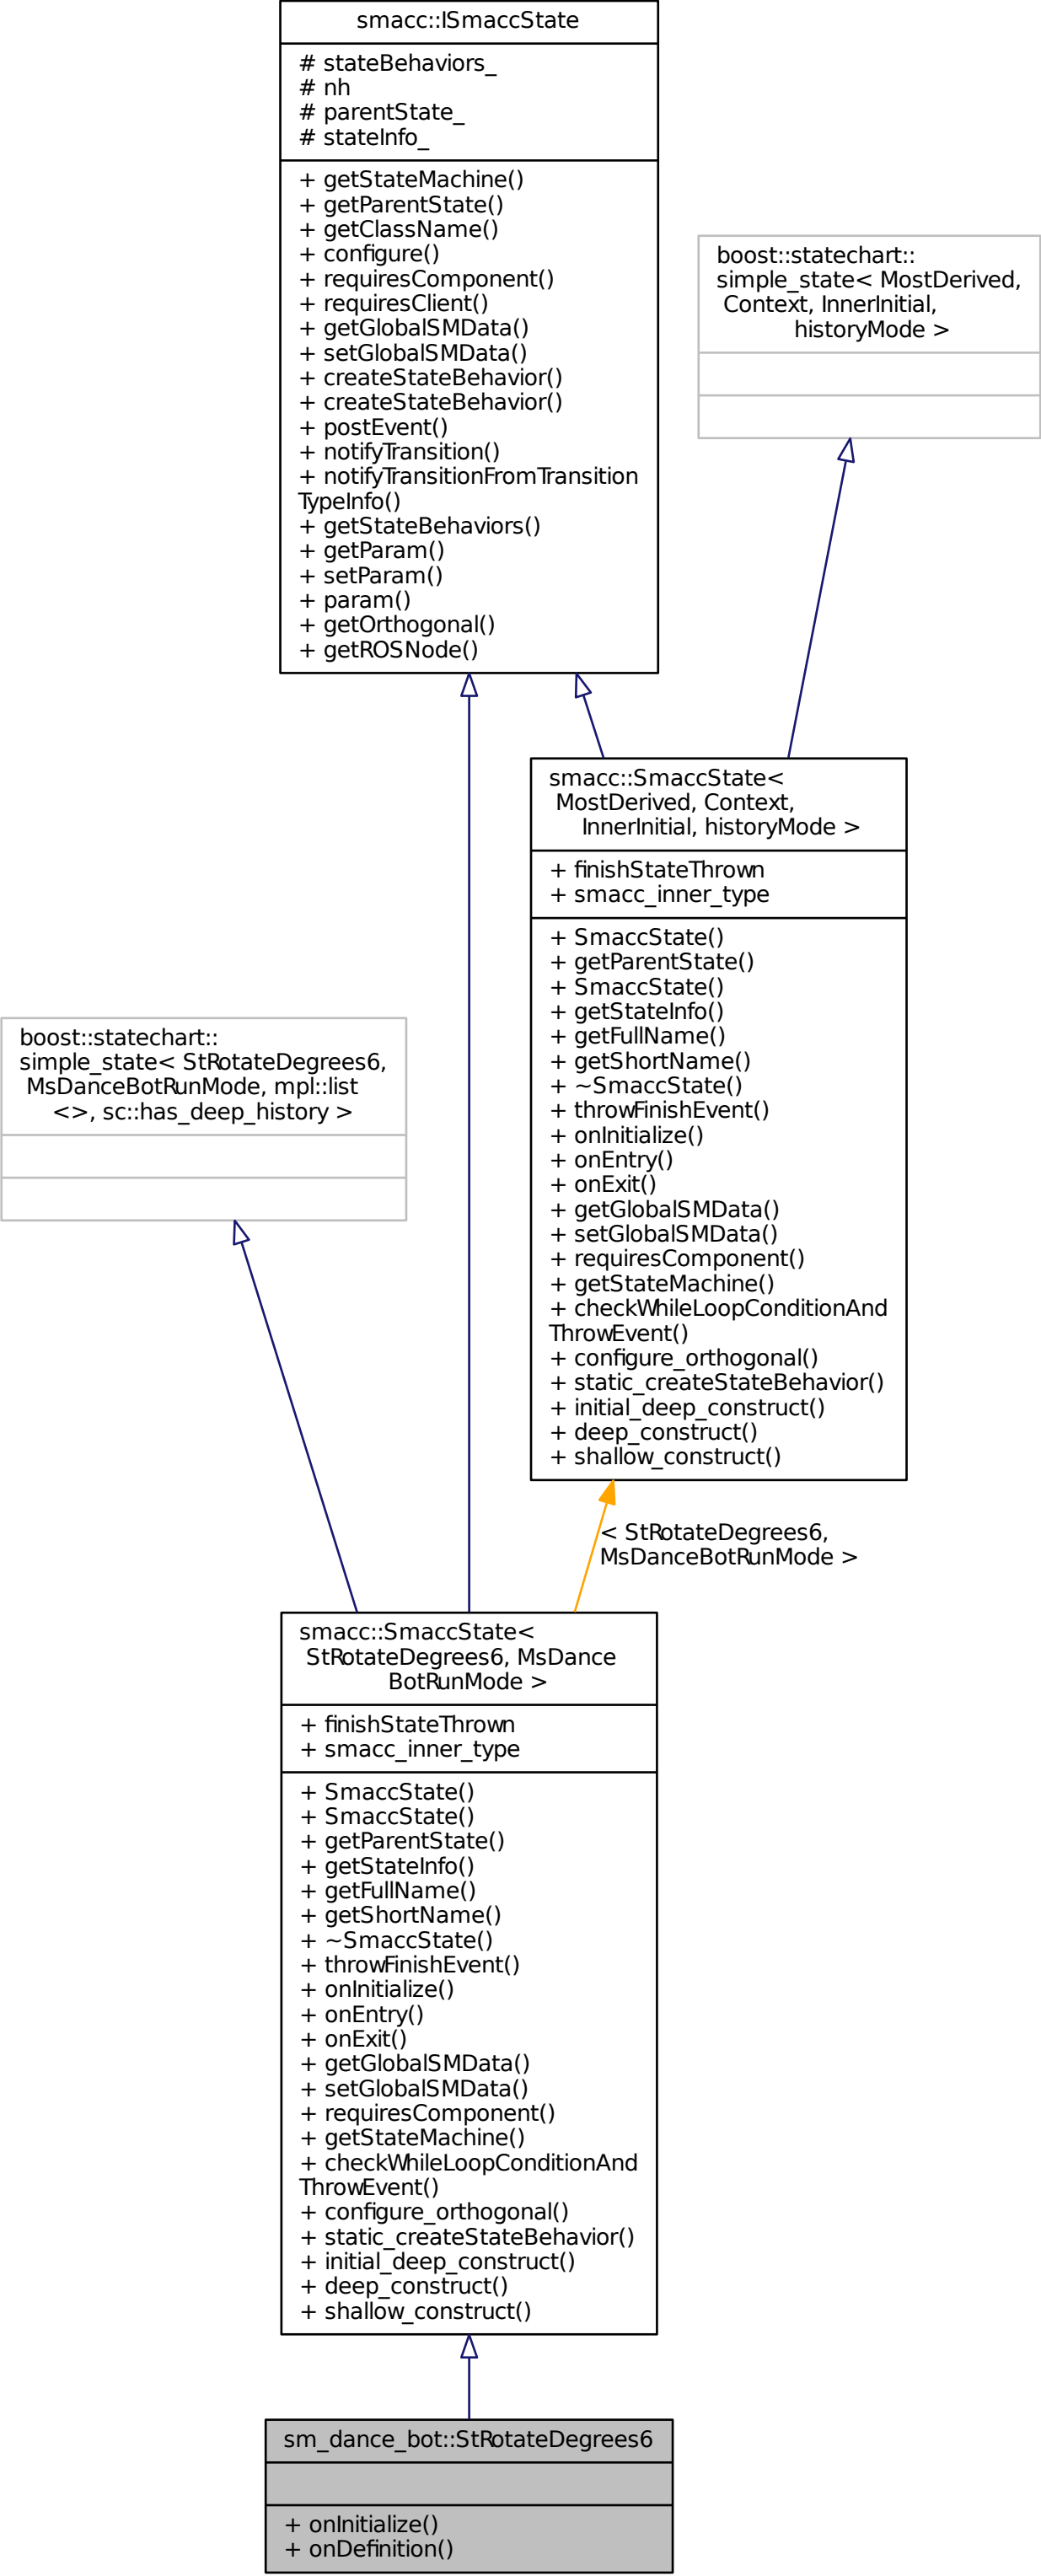 smacc::ISmaccState
# stateBehaviors_
# nh
# parentState_
# stateInfo_
+ getStateMachine()
+ getParentState()
+ getClassName()
+ configure()
+ requiresComponent()
+ requiresClient()
+ getGlobalSMData()
+ setGlobalSMData()
+ createStateBehavior()
+ createStateBehavior()
+ postEvent()
+ notifyTransition()
+ notifyTransitionFromTransition
TypeInfo()
+ getStateBehaviors()
+ getParam()
+ setParam()
+ param()
+ getOrthogonal()
+ getROSNode()
boost::statechart::
simple_state< MostDerived,
Context, InnerInitial,
historyMode >
smacc::SmaccState<
MostDerived, Context,
InnerInitial, historyMode >
+ finishStateThrown
+ smacc_inner_type
+ SmaccState()
+ getParentState()
+ SmaccState()
+ getStateInfo()
+ getFullName()
+ getShortName()
+ ~SmaccState()
+ throwFinishEvent()
+ onInitialize()
+ onEntry()
+ onExit()
+ getGlobalSMData()
+ setGlobalSMData()
+ requiresComponent()
+ getStateMachine()
+ checkWhileLoopConditionAnd
ThrowEvent()
+ configure_orthogonal()
+ static_createStateBehavior()
+ initial_deep_construct()
+ deep_construct()
+ shallow_construct()
boost::statechart::
simple_state< StRotateDegrees6,
MsDanceBotRunMode, mpl::list
<>, sc::has_deep_history >
< StRotateDegrees6,
MsDanceBotRunMode >
smacc::SmaccState<
StRotateDegrees6, MsDance
BotRunMode >
+ finishStateThrown
+ smacc_inner_type
+ SmaccState()
+ SmaccState()
+ getParentState()
+ getStateInfo()
+ getFullName()
+ getShortName()
+ ~SmaccState()
+ throwFinishEvent()
+ onInitialize()
+ onEntry()
+ onExit()
+ getGlobalSMData()
+ setGlobalSMData()
+ requiresComponent()
+ getStateMachine()
+ checkWhileLoopConditionAnd
ThrowEvent()
+ configure_orthogonal()
+ static_createStateBehavior()
+ initial_deep_construct()
+ deep_construct()
+ shallow_construct()
sm_dance_bot::StRotateDegrees6
+ onInitialize()
+ onDefinition()